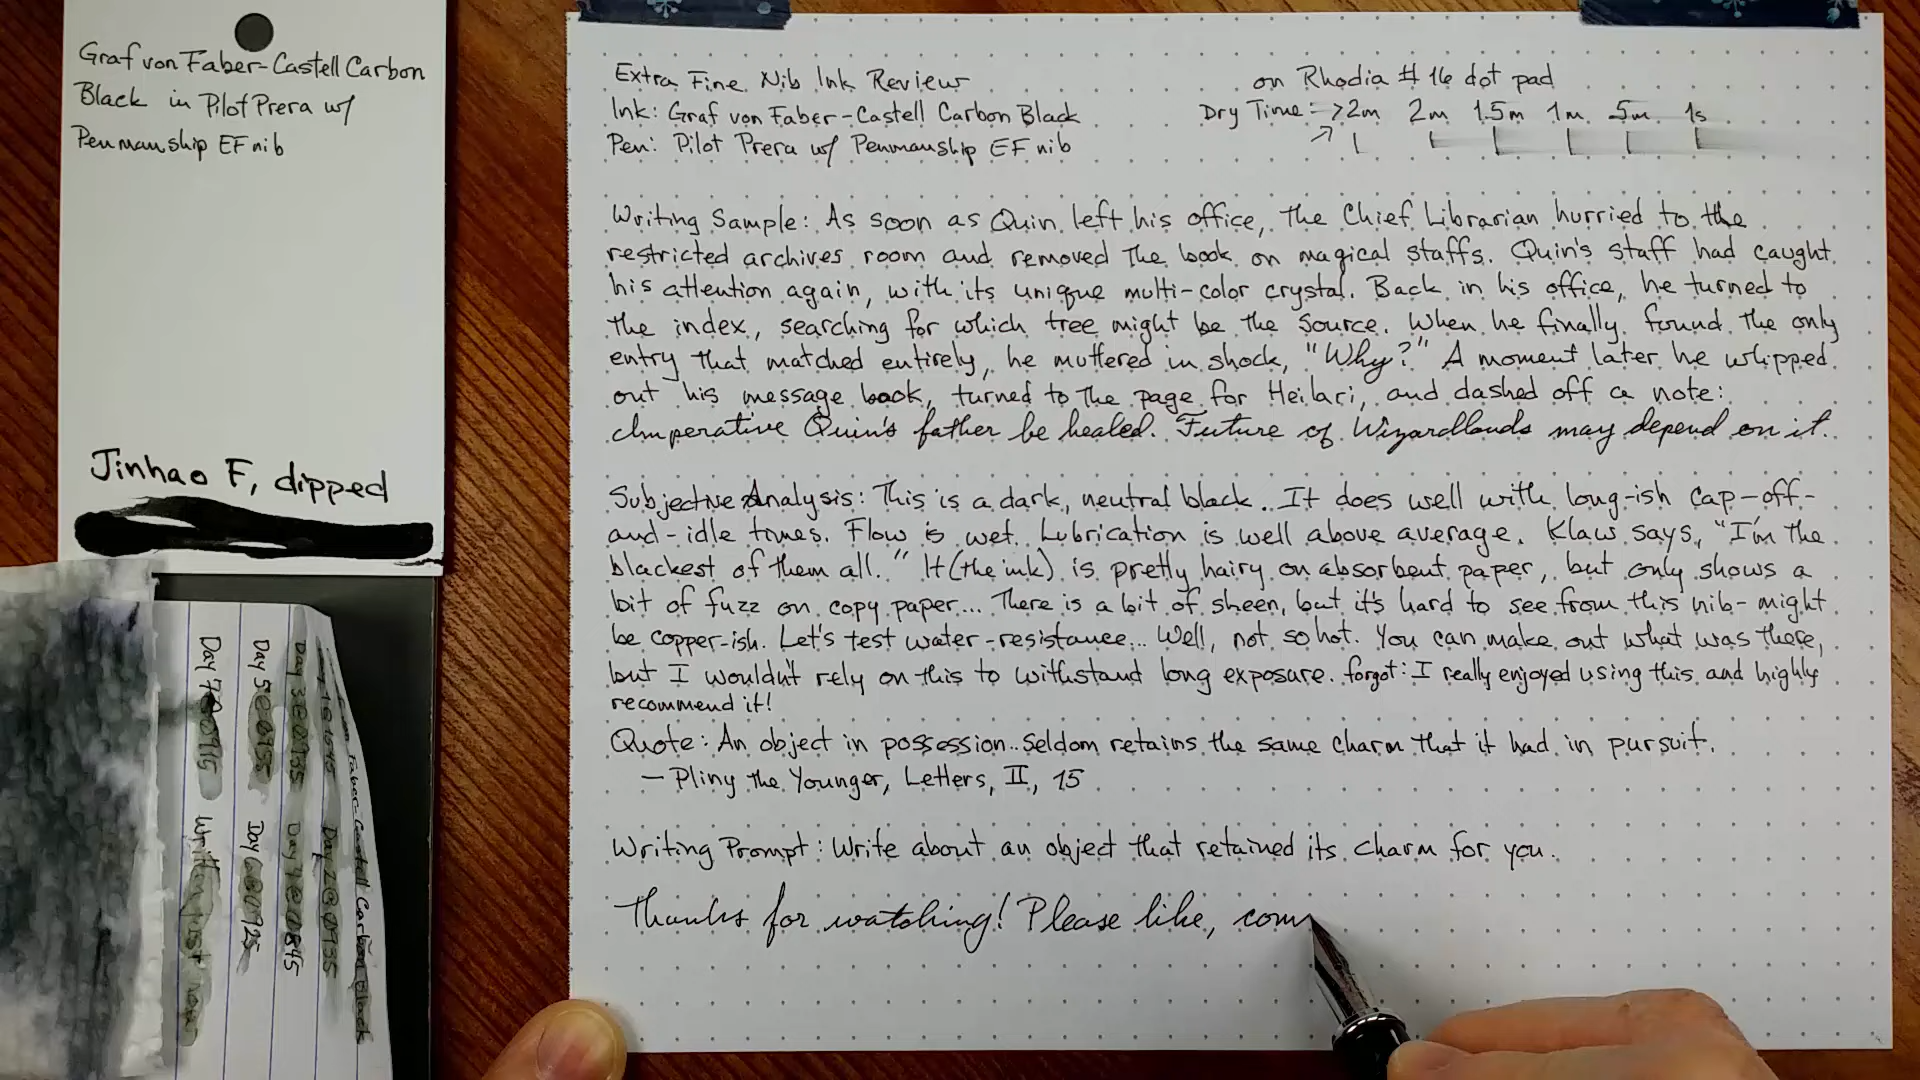 Graf von Faber-Castell Carbon
Black in Pilot Prera w/
Penmanship EF nib
Jinhao F, dipped
Faber-Castell Carbon Black
Day 2 @ 0935
Day 3 @ 0735 Day 4 @ 0845
Day 5 @ 0955 Day 6 @ 0925
Day 7 @ 0915 Written just now
Extra Fine Nib Ink Review
on Rhodia #16 dot pad
Ink: Graf von Faber-Castell Carbon Black
Dry Time: >2m 2m 1.5m 1m .5m 1s
Pen: Pilot Prera w/ Penmanship EF nib
Writing Sample: As soon as Quin left his office, the Chief Librarian hurried to the
restricted archives room and removed the book on magical staffs. Quin's staff had caught
his attention again, with its unique multi-color crystal. Back in his office, he turned to
the index, searching for which tree might be the source. When he finally found the only
entry that matched entirely, he muttered in shock, "Why?" A moment later he whipped
out his message book, turned to the page for Heilari, and dashed off a note:
Imperative Quin's father be healed. Future of Wizardlands may depend on it.
Subjective Analysis: This is a dark, neutral black. It does well with long-ish cap-off-
and-idle times. Flow is wet. Lubrication is well above average. Klaw says, "I'm the
blackest of them all." It (the ink) is pretty hairy on absorbent paper, but only shows a
bit of fuzz on copy paper... There is a bit of sheen, but it's hard to see from this nib - might
be copper-ish. Let's test water-resistance... Well, not so hot. You can make out what was there,
but I wouldn't rely on this to withstand long exposure. forgot: I really enjoyed using this and highly
recommend it!
Quote: An object in possession.. seldom retains the same charm that it had in pursuit.
— Pliny the Younger, Letters, II, 15
Writing Prompt: Write about an object that retained its charm for you.
Thanks for watching! Please like, com